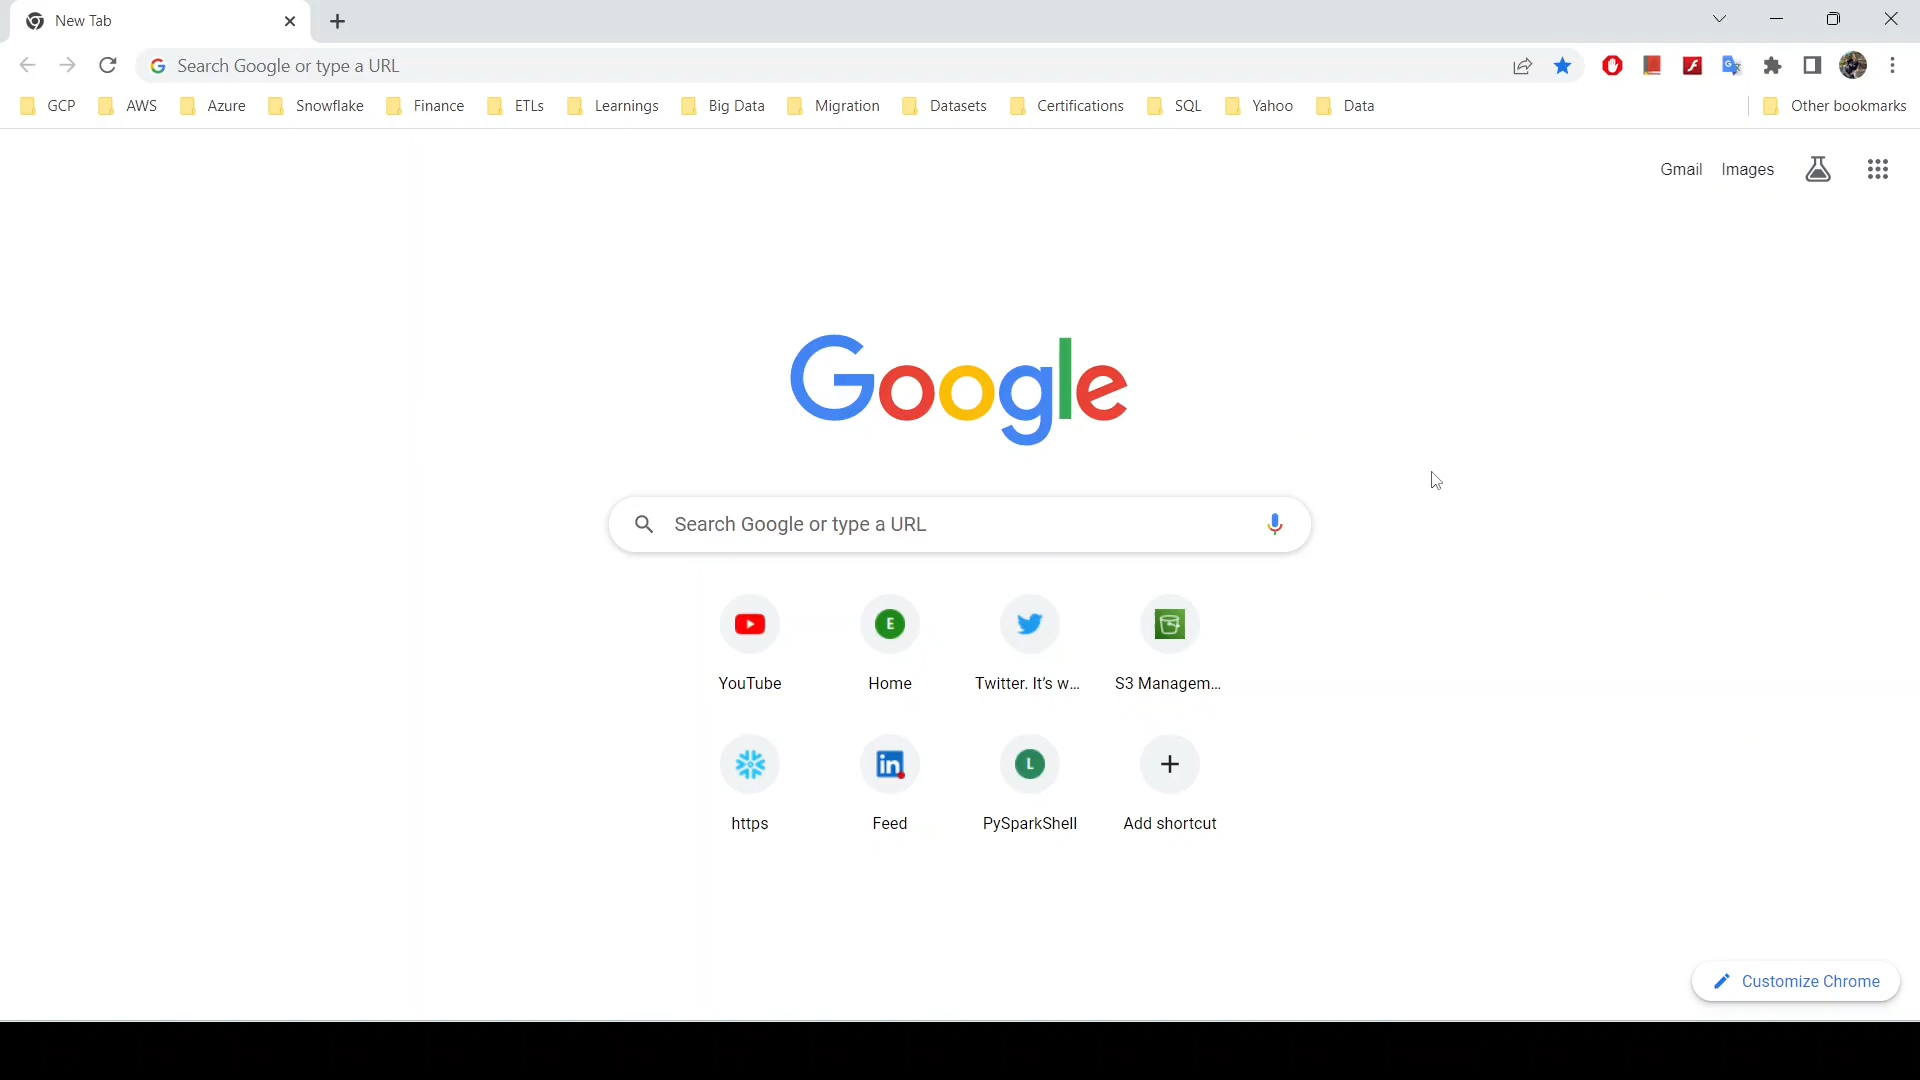 New Tab
Search Google or type a URL
GCP AWS Azure Snowflake Finance ETLs Learnings Big Data Migration Datasets Certifications SQL Yahoo Data Other bookmarks
Gmail Images
Google
Search Google or type a URL
E
YouTube Home Twitter. It's w... S3 Managem...
in L
https Feed PySparkShell Add shortcut
Customize Chrome